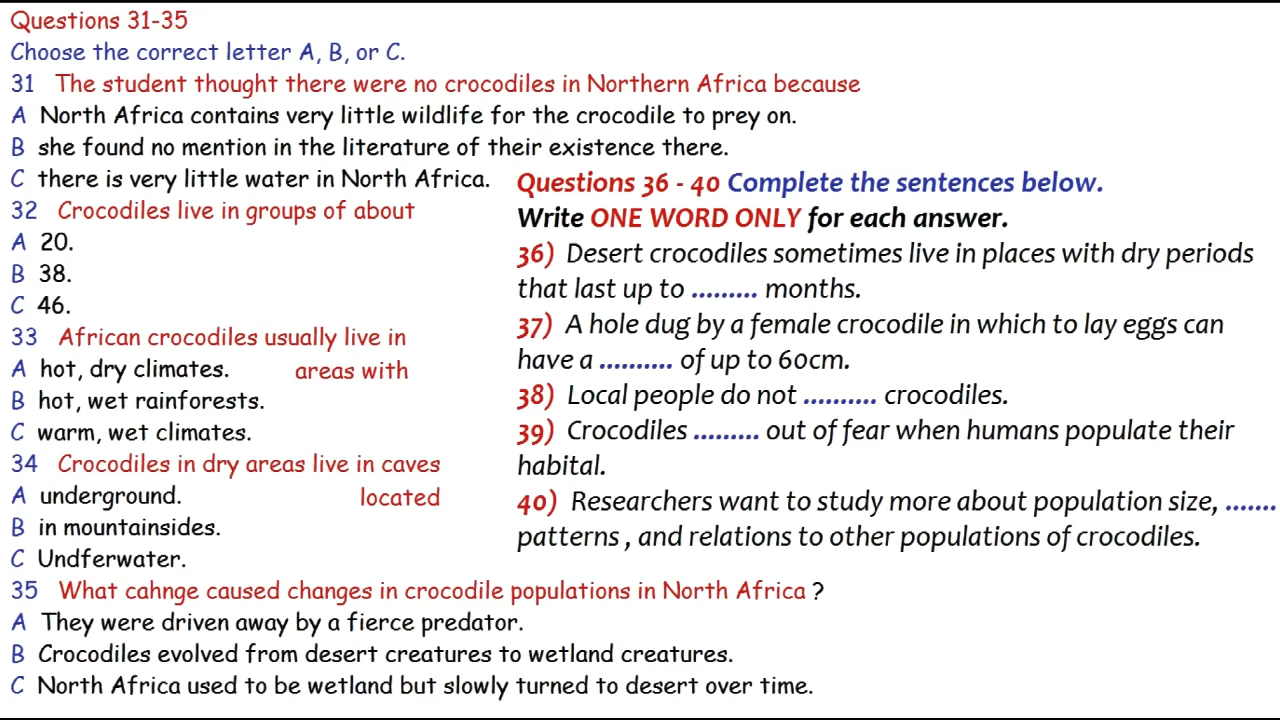 Questions 31-35
Choose the correct letter A, B, or C.
31 The student thought there were no crocodiles in Northern Africa because
A North Africa contains very little wildlife for the crocodile to prey on.
B she found no mention in the literature of their existence there.
C there is very little water in North Africa.
32 Crocodiles live in groups of about
A 20.
B 38.
C 46.
33 African crocodiles usually live in
areas with
A hot, dry climates.
B hot, wet rainforests.
C warm, wet climates.
34 Crocodiles in dry areas live in caves
located
A underground.
B in mountainsides.
C Undferwater.
35 What cahnge caused changes in crocodile populations in North Africa ?
A They were driven away by a fierce predator.
B Crocodiles evolved from desert creatures to wetland creatures.
C North Africa used to be wetland but slowly turned to desert over time.
Questions 36 - 40 Complete the sentences below.
Write ONE WORD ONLY for each answer.
36) Desert crocodiles sometimes live in places with dry periods
that last up to ......... months.
37) A hole dug by a female crocodile in which to lay eggs can
have a .......... of up to 60cm.
38) Local people do not .......... crocodiles.
39) Crocodiles ......... out of fear when humans populate their
habital.
40) Researchers want to study more about population size, .......
patterns , and relations to other populations of crocodiles.